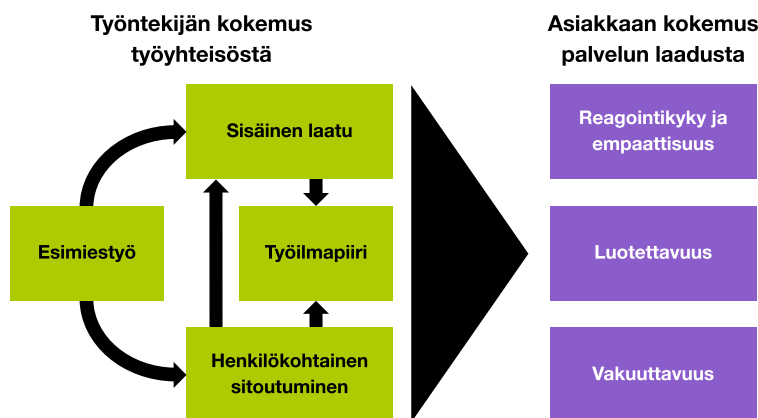 Työntekijän kokemus
työyhteisöstä
Asiakkaan kokemus
palvelun laadusta
Sisäinen laatu
Reagointikyky ja
empaattisuus
Esimiestyö
Työilmapiiri
Luotettavuus
Henkilökohtainen
sitoutuminen
Vakuuttavuus